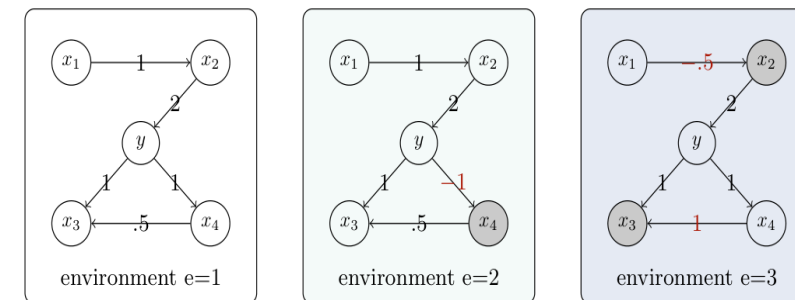 x₁ 1 x₂
2
y
1 1
x₃ .5 x₄
environment e=1
x₁ 1 x₂
2
y
1 −1
x₃ .5 x₄
environment e=2
x₁ −.5 x₂
2
y
1 1
x₃ 1 x₄
environment e=3